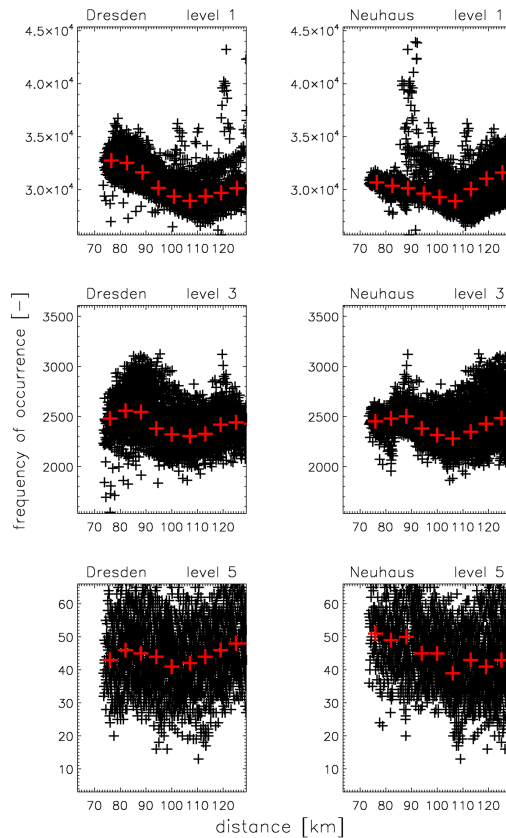 Dresden level 1 Neuhaus level 1
4.5×10⁴ 4.5×10⁴
4.0×10⁴ 4.0×10⁴
3.5×10⁴ 3.5×10⁴
3.0×10⁴ 3.0×10⁴
70 80 90 100 110 120 70 80 90 100 110 120
Dresden level 3 Neuhaus level 3
3500 3500
3000 3000
2500 2500
2000 2000
70 80 90 100 110 120 70 80 90 100 110 120
frequency of occurrence [-]
Dresden level 5 Neuhaus level 5
60 60
50 50
40 40
30 30
20 20
10 10
70 80 90 100 110 120 70 80 90 100 110 120
distance [km]